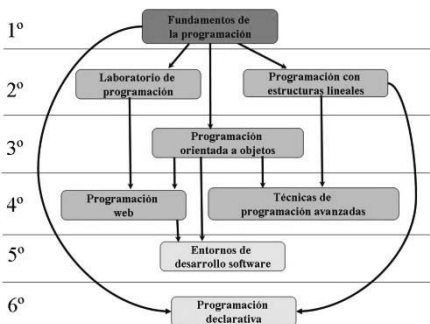 1º
Fundamentos de
la programación
2º
Laboratorio de
programación
Programación con
estructuras lineales
3º
Programación
orientada a objetos
4º
Programación
web
Técnicas de
programación avanzadas
5º
Entornos de
desarrollo software
6º
Programación
declarativa